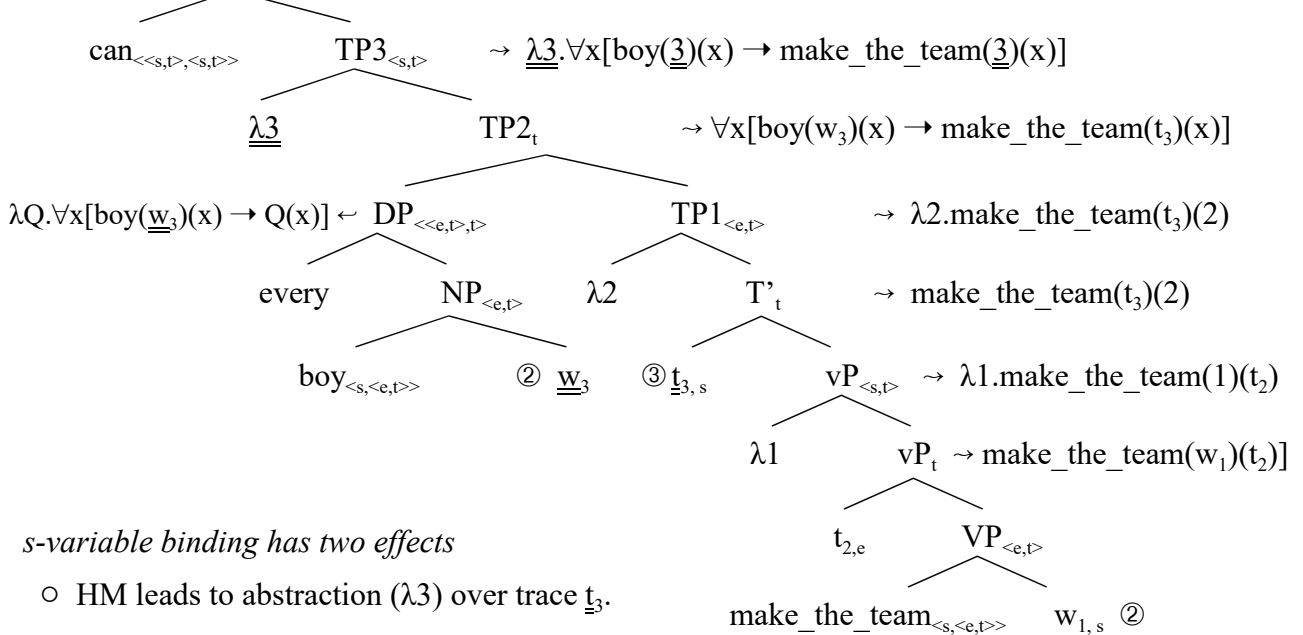 can<<s,t>,<s,t>> TP3<s,t> ⤳ λ3.∀x[boy(3)(x) → make_the_team(3)(x)]
λ3 TP2t ⤳ ∀x[boy(w3)(x) → make_the_team(t3)(x)]
λQ.∀x[boy(w3)(x) → Q(x)] ↩ DP<<e,t>,t> TP1<e,t> ⤳ λ2.make_the_team(t3)(2)
every NP<e,t> λ2 T’t ⤳ make_the_team(t3)(2)
boy<s,<e,t>> ② w3 ③ t3, s vP<s,t> ⤳ λ1.make_the_team(1)(t2)
λ1 vPt ⤳ make_the_team(w1)(t2)]
s-variable binding has two effects t2,e VP<e,t>
○ HM leads to abstraction (λ3) over trace t3.
make_the_team<s,<e,t>> w1, s ②